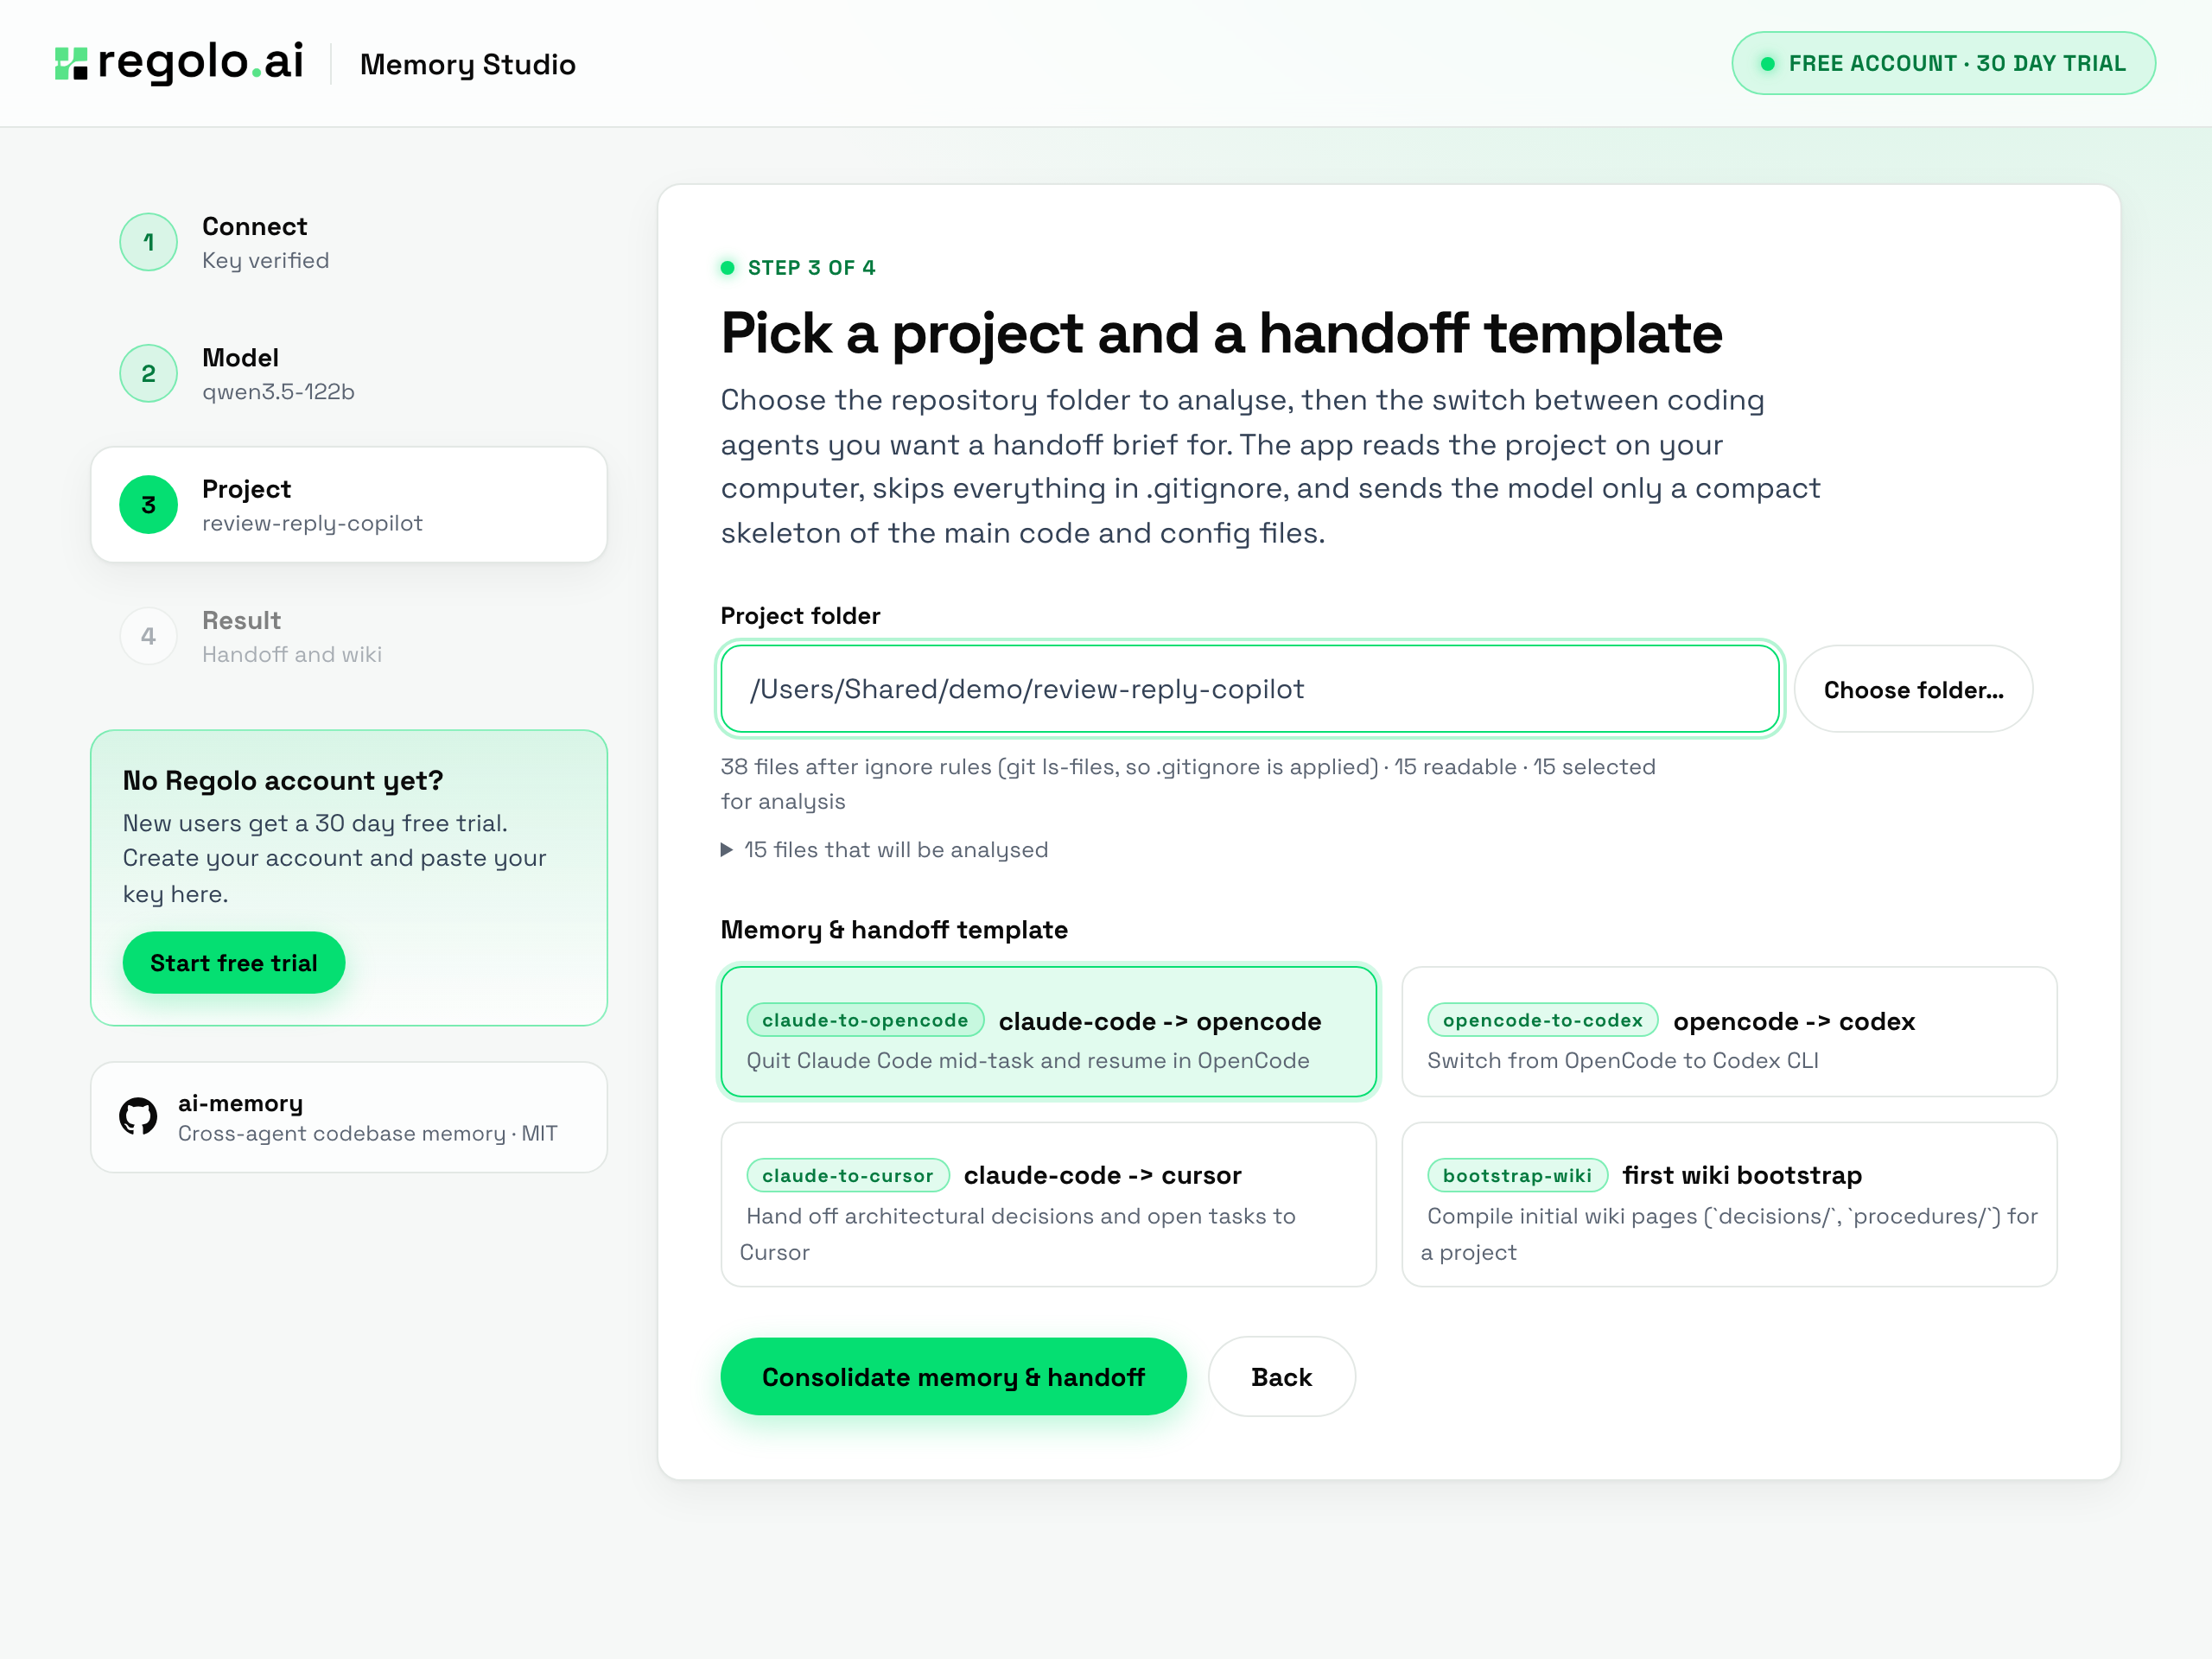 regolo.ai
Memory Studio
FREE ACCOUNT · 30 DAY TRIAL
1
Connect
Key verified
2
Model
qwen3.5-122b
3
Project
review-reply-copilot
4
Result
Handoff and wiki
No Regolo account yet?
New users get a 30 day free trial.
Create your account and paste your
key here.
Start free trial
ai-memory
Cross-agent codebase memory · MIT
STEP 3 OF 4
Pick a project and a handoff template
Choose the repository folder to analyse, then the switch between coding
agents you want a handoff brief for. The app reads the project on your
computer, skips everything in .gitignore, and sends the model only a compact
skeleton of the main code and config files.
Project folder
/Users/Shared/demo/review-reply-copilot
Choose folder...
38 files after ignore rules (git ls-files, so .gitignore is applied) · 15 readable · 15 selected
for analysis
▶ 15 files that will be analysed
Memory & handoff template
claude-to-opencode claude-code -> opencode
Quit Claude Code mid-task and resume in OpenCode
opencode-to-codex opencode -> codex
Switch from OpenCode to Codex CLI
claude-to-cursor claude-code -> cursor
Hand off architectural decisions and open tasks to
Cursor
bootstrap-wiki first wiki bootstrap
Compile initial wiki pages (`decisions/`, `procedures/`) for
a project
Consolidate memory & handoff
Back